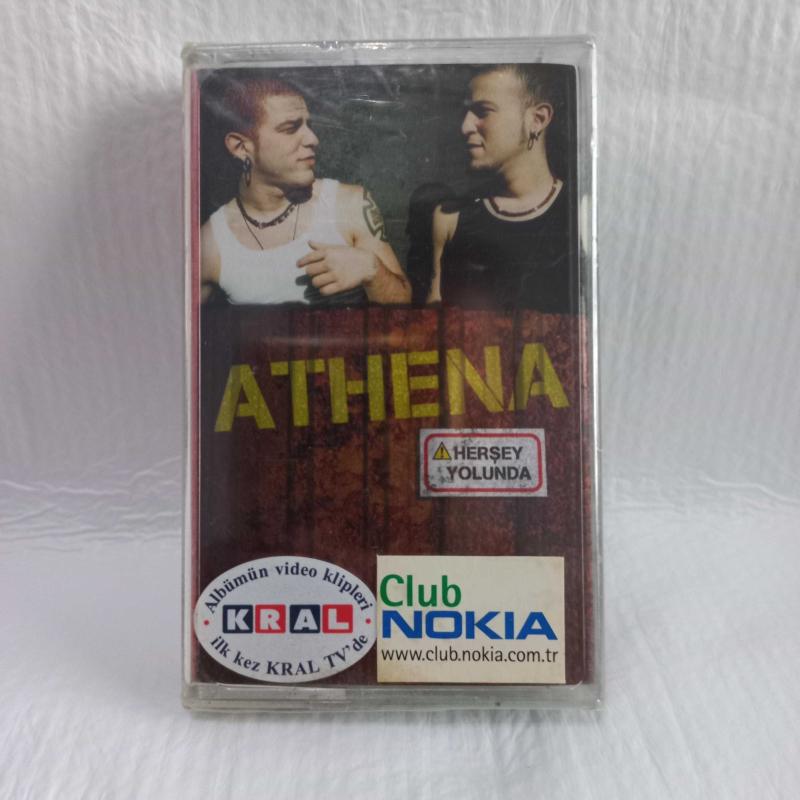 ATHENA
HERŞEY
YOLUNDA
Albümün video klipleri
KRAL
ilk kez KRAL TV'de
Club
NOKIA
www.club.nokia.com.tr